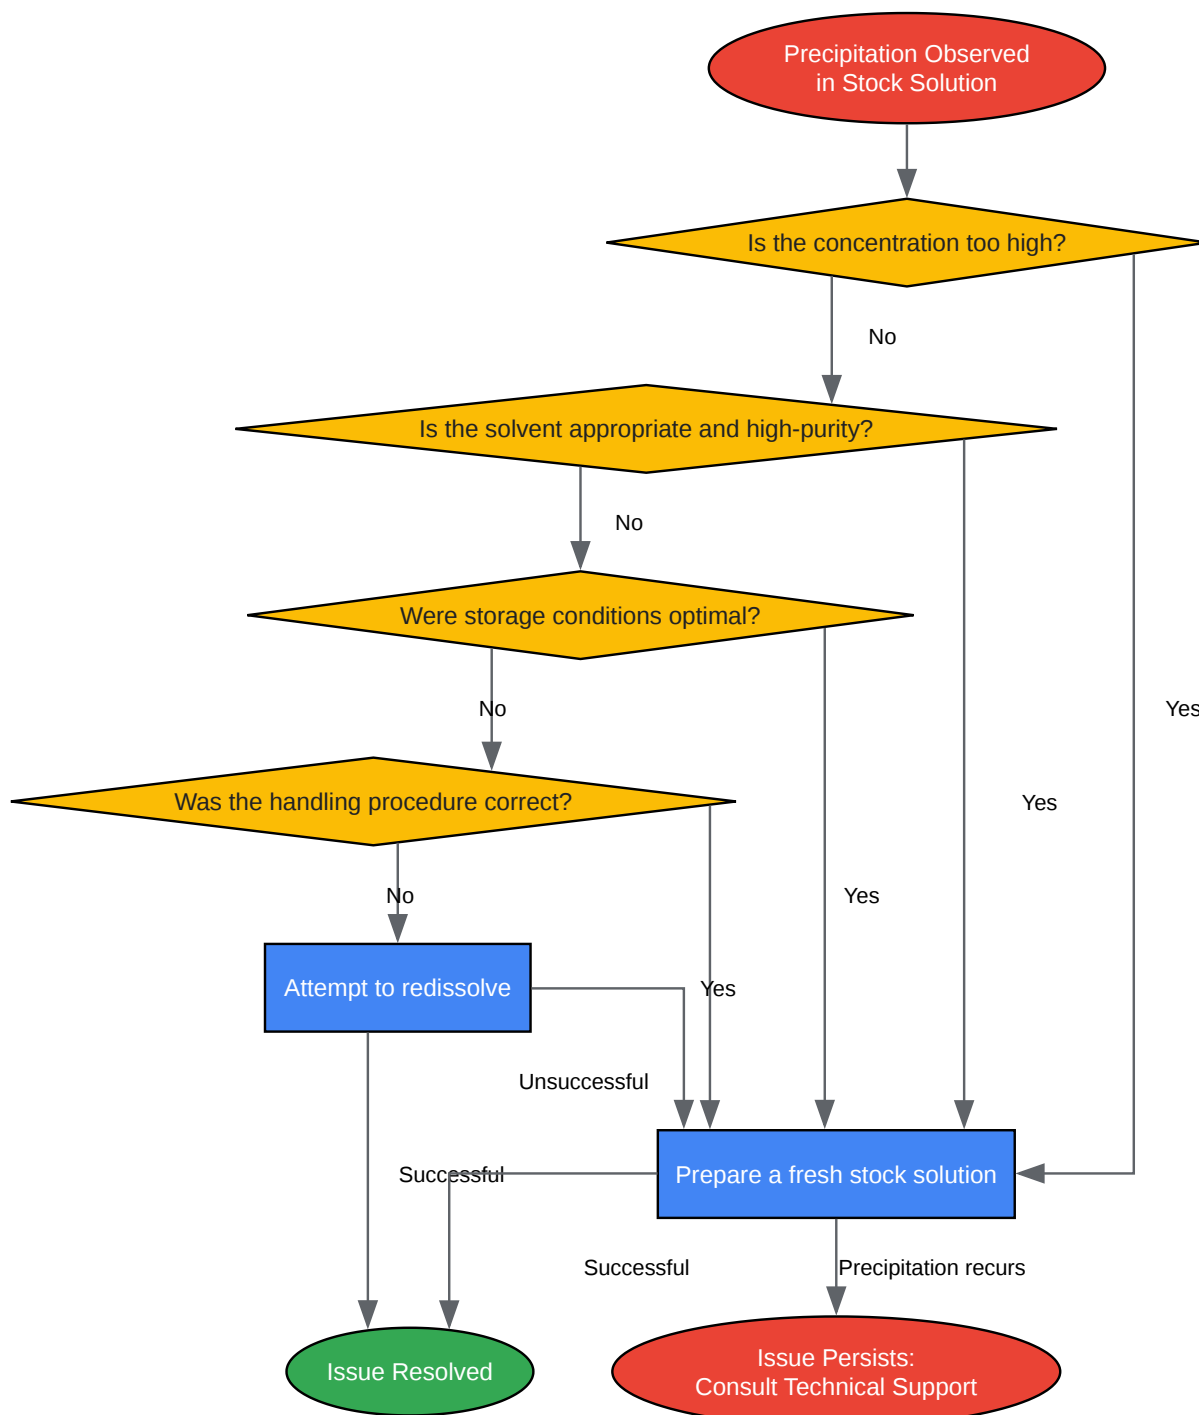 Precipitation Observed
in Stock Solution
Is the concentration too high?
No
Is the solvent appropriate and high-purity?
No
Were storage conditions optimal?
No
Yes
Was the handling procedure correct?
Yes
No
Yes
Attempt to redissolve
Yes
Unsuccessful
Successful
Prepare a fresh stock solution
Successful
Precipitation recurs
Issue Resolved
Issue Persists:
Consult Technical Support